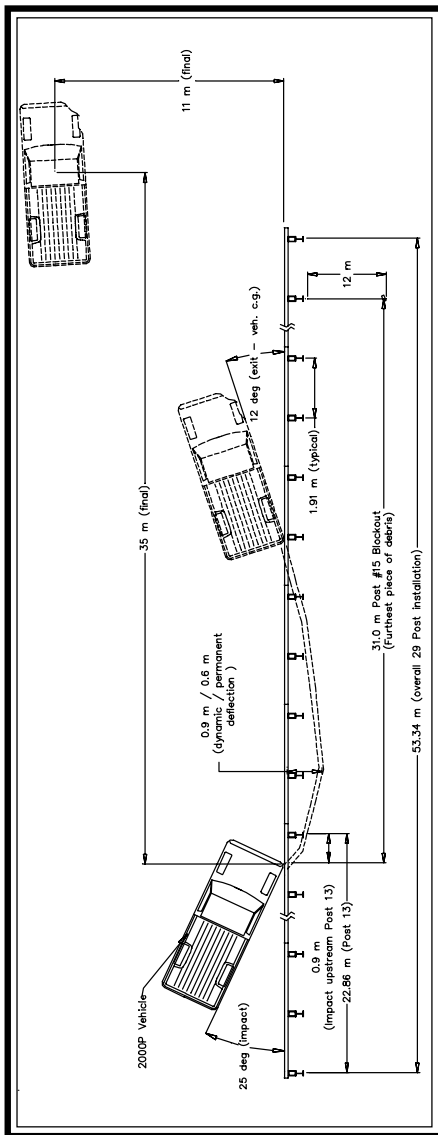 11 m (final)
35 m (final)
12 deg (exit – veh. c.g.)
12 m
1.91 m (typical)
0.9 m / 0.6 m
(dynamic / permanent
deflection )
2000P Vehicle
25 deg (impact)
0.9 m
(Impact upstream Post 13)
22.86 m (Post 13)
31.0 m Post #15 Blockout
(Furthest piece of debris)
53.34 m (overall 29 Post installation)